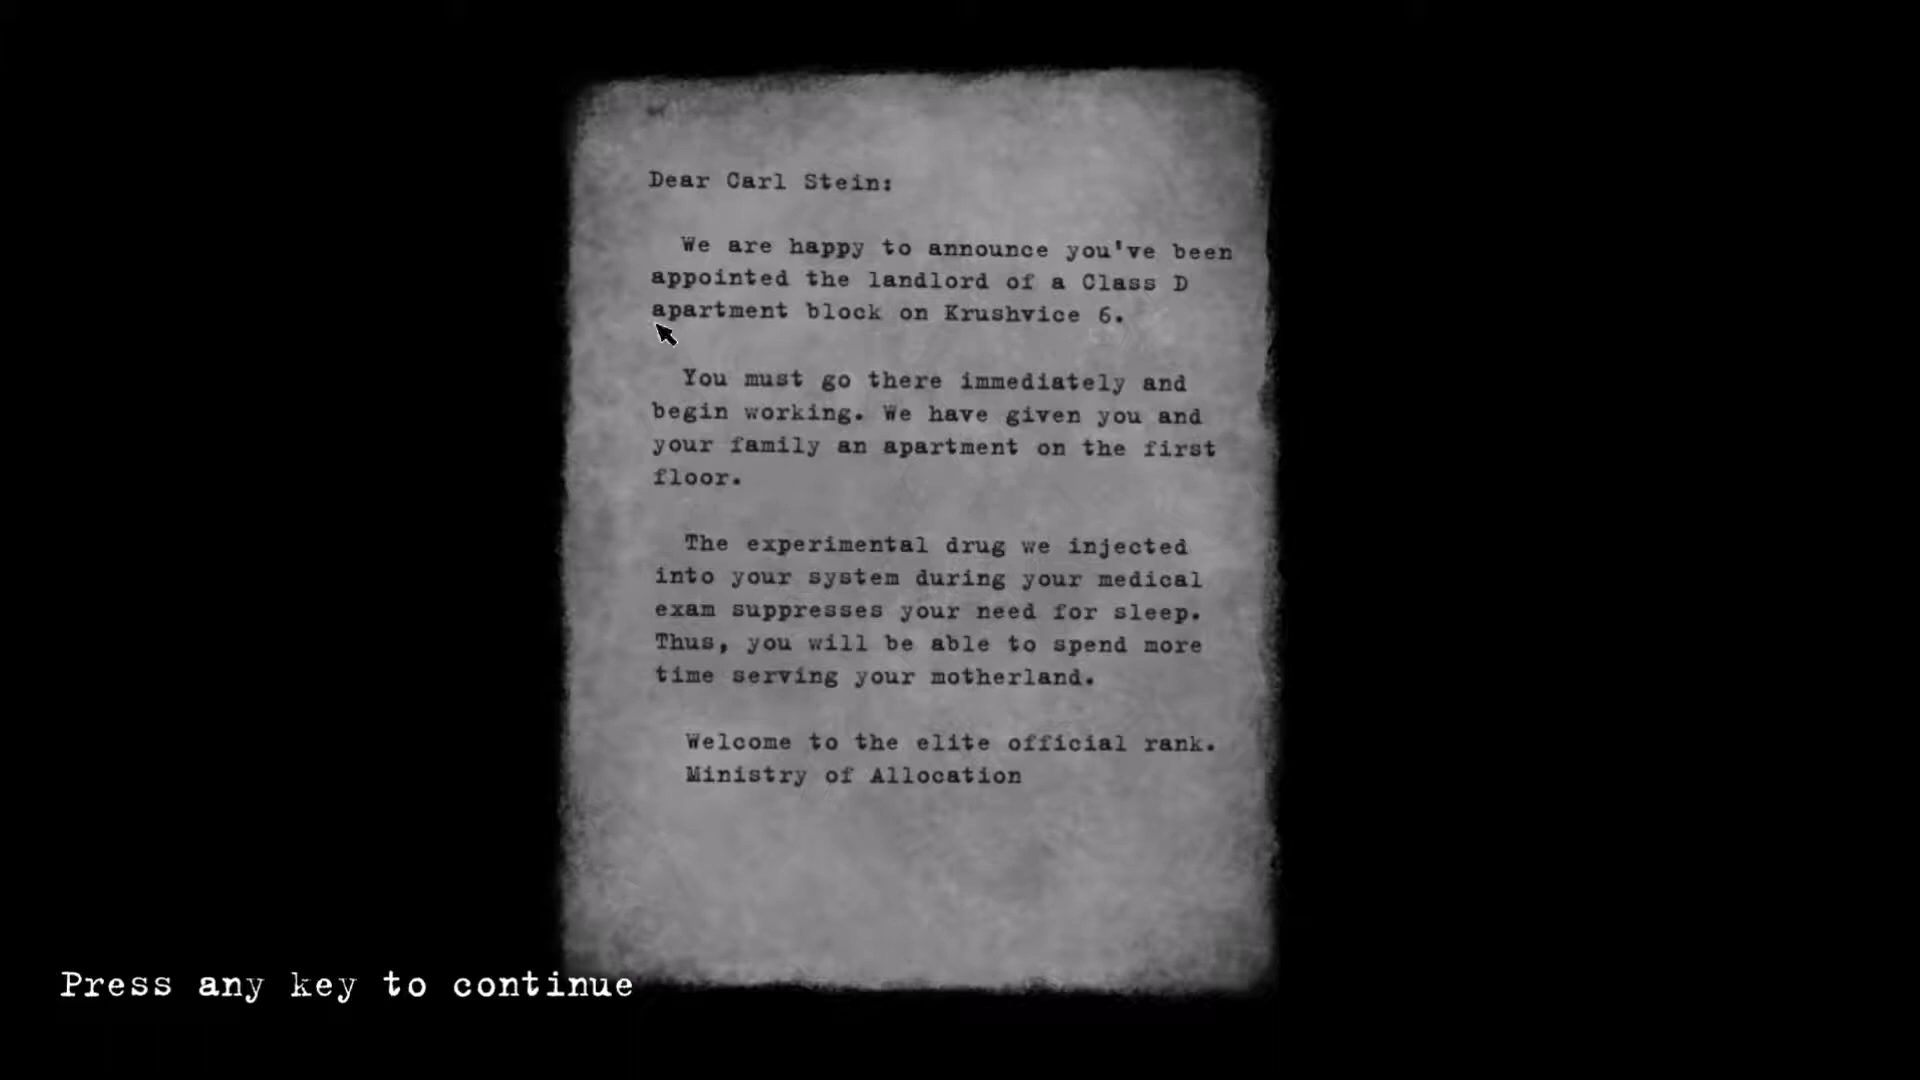 Dear Carl Stein:
We are happy to announce you've been
appointed the landlord of a Class D
apartment block on Krushvice 6.
You must go there immediately and
begin working. We have given you and
your family an apartment on the first
floor.
The experimental drug we injected
into your system during your medical
exam suppresses your need for sleep.
Thus, you will be able to spend more
time serving your motherland.
Welcome to the elite official rank.
Ministry of Allocation
Press any key to continue